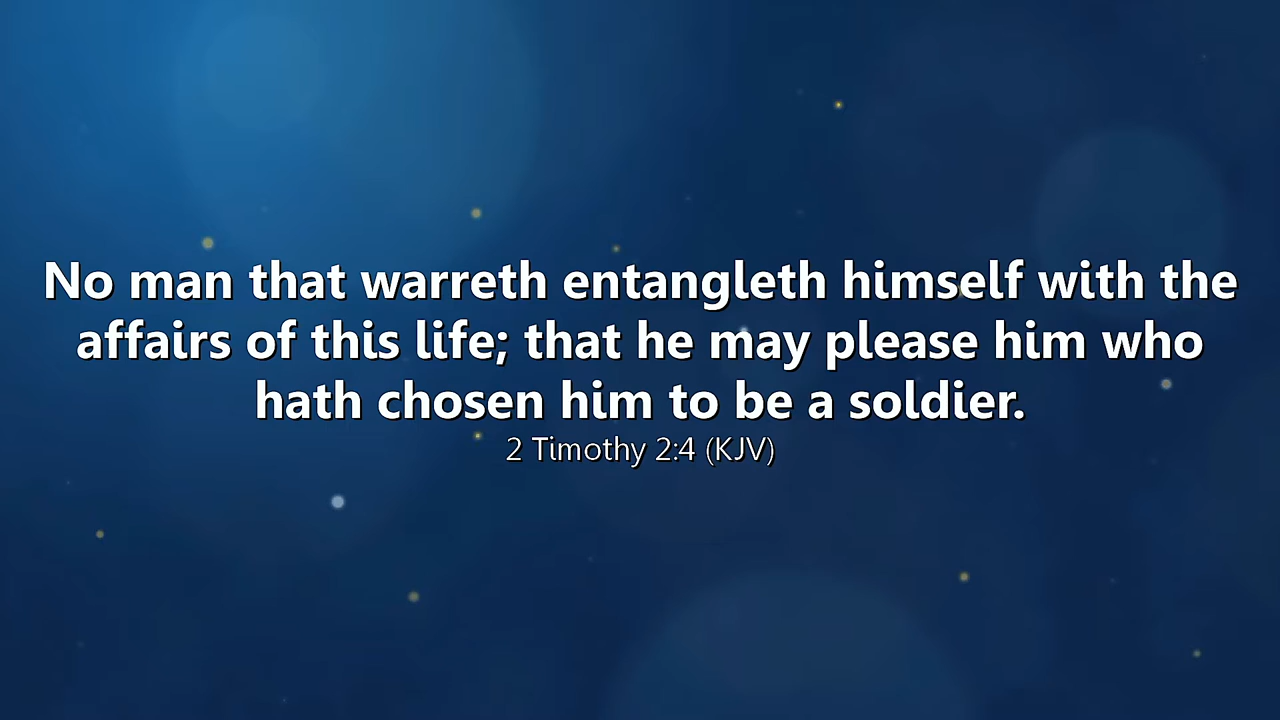 No man that warreth entangleth himself with the
affairs of this life; that he may please him who
hath chosen him to be a soldier.
2 Timothy 2:4 (KJV)